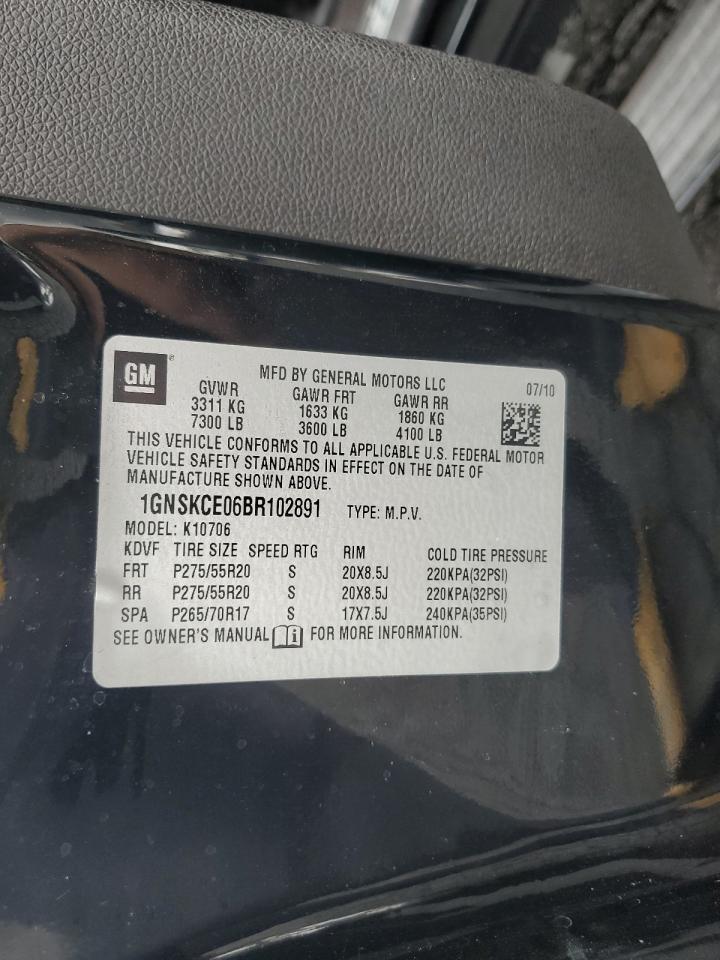 GM ®
MFD BY GENERAL MOTORS LLC 07/10
GVWR GAWR FRT GAWR RR
3311 KG 1633 KG 1860 KG
7300 LB 3600 LB 4100 LB
THIS VEHICLE CONFORMS TO ALL APPLICABLE U.S. FEDERAL MOTOR
VEHICLE SAFETY STANDARDS IN EFFECT ON THE DATE OF
MANUFACTURE SHOWN ABOVE.
1GNSKCE06BR102891 TYPE: M.P.V.
MODEL: K10706
KDVF TIRE SIZE SPEED RTG RIM COLD TIRE PRESSURE
FRT P275/55R20 S 20X8.5J 220KPA(32PSI)
RR P275/55R20 S 20X8.5J 220KPA(32PSI)
SPA P265/70R17 S 17X7.5J 240KPA(35PSI)
SEE OWNER'S MANUAL i FOR MORE INFORMATION.